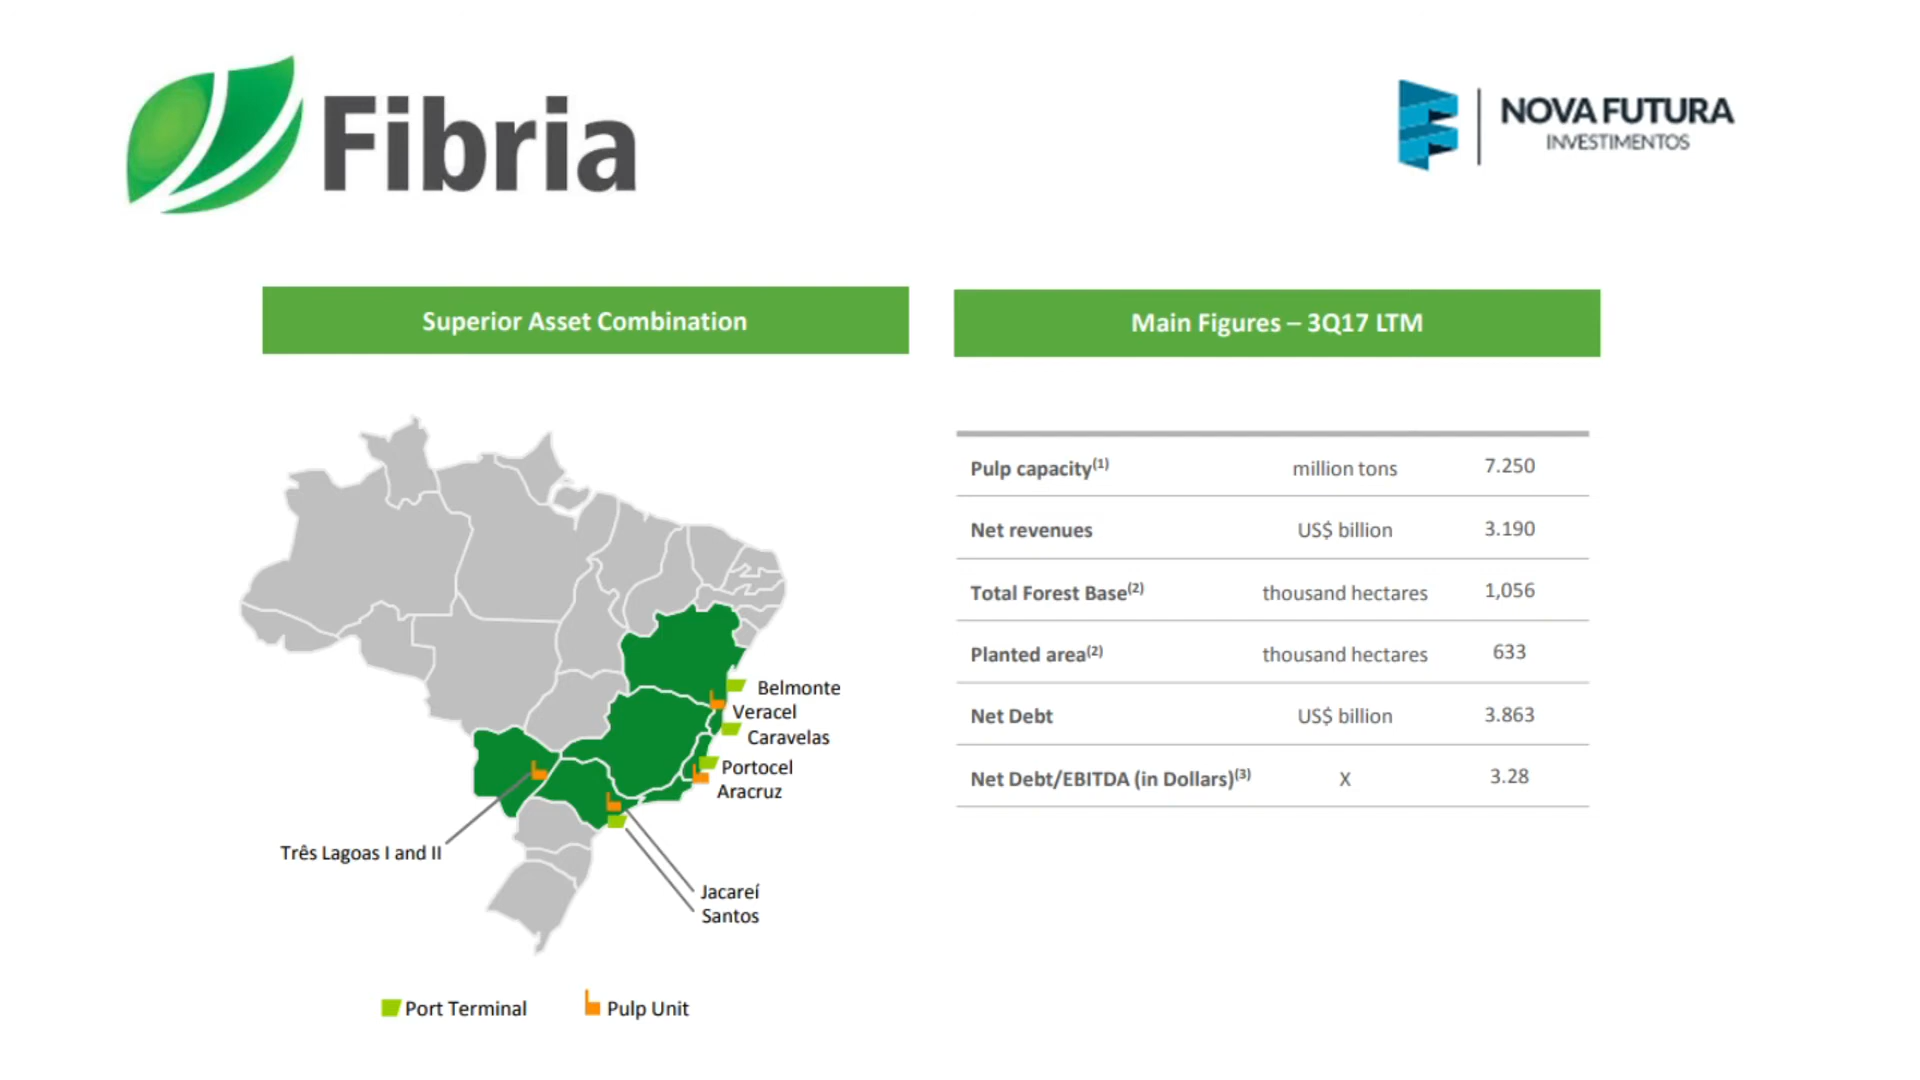 Fibria
NOVA FUTURA
INVESTIMENTOS
Superior Asset Combination
Belmonte
Veracel
Caravelas
Portocel
Aracruz
Três Lagoas I and II
Jacareí
Santos
Port Terminal
Pulp Unit
Main Figures – 3Q17 LTM
Pulp capacity(1) million tons 7.250
Net revenues US$ billion 3.190
Total Forest Base(2) thousand hectares 1,056
Planted area(2) thousand hectares 633
Net Debt US$ billion 3.863
Net Debt/EBITDA (in Dollars)(3) X 3.28